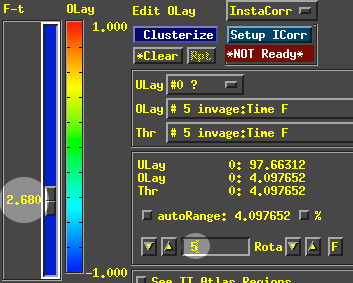 F-t OLay Edit OLay InstaCorr
1.000
Clusterize Setup ICorr
*Clear Rpt *NOT Ready*
ULay #0 ?
OLay # 5 invage:Time F
Thr # 5 invage:Time F
ULay 0: 97.66312
OLay 0: 4.097652
Thr 0: 4.097652
2.680
autoRange: 4.097652 %
5 Rota F
-1.000
See TT Atlas Regions